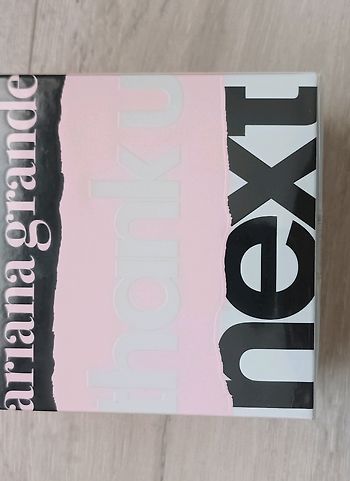 ariana grande
thank u
next